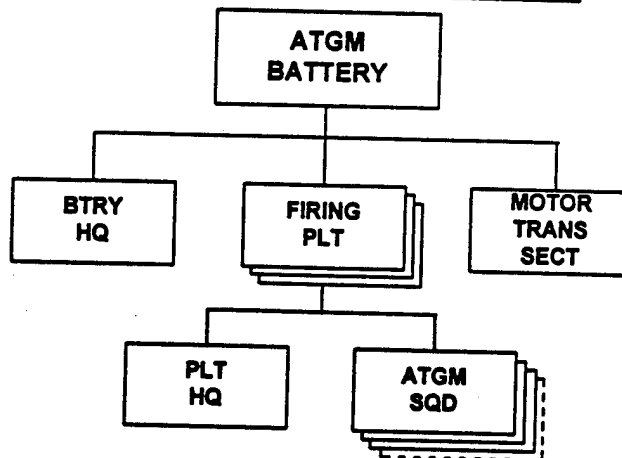 ATGM
BATTERY
BTRY
HQ
FIRING
PLT
MOTOR
TRANS
SECT
PLT
HQ
ATGM
SQD